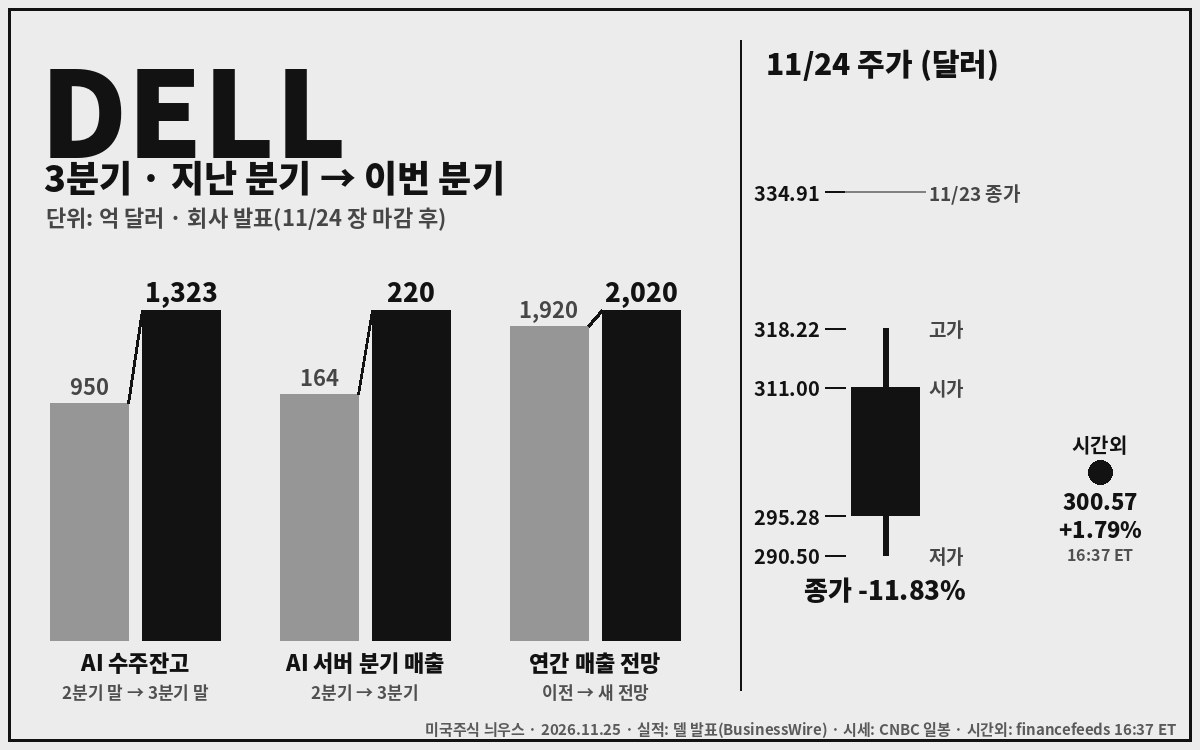 DELL
3분기 · 지난 분기 → 이번 분기
단위: 억 달러 · 회사 발표(11/24 장 마감 후)
950
1,323
164
220
1,920
2,020
AI 수주잔고
2분기 말 → 3분기 말
AI 서버 분기 매출
2분기 → 3분기
연간 매출 전망
이전 → 새 전망
11/24 주가 (달러)
334.91
11/23 종가
318.22
고가
311.00
시가
295.28
290.50
저가
종가 -11.83%
시간외
300.57
+1.79%
16:37 ET
미국주식 늬우스 · 2026.11.25 · 실적: 델 발표(BusinessWire) · 시세: CNBC 일봉 · 시간외: financefeeds 16:37 ET